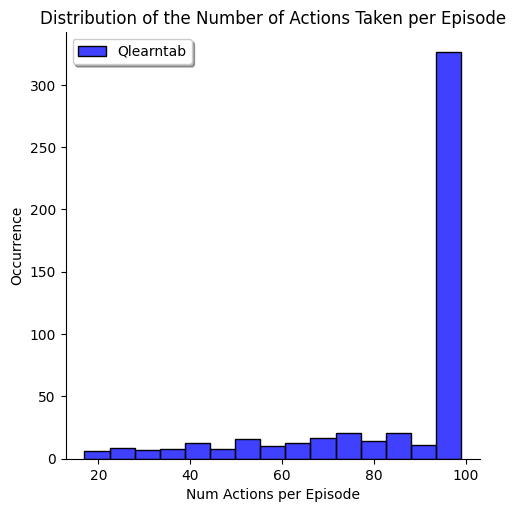 Distribution of the Number of Actions Taken per Episode
Qlearntab
300
250
200
150
100
50
0
Occurrence
20 40 60 80 100
Num Actions per Episode